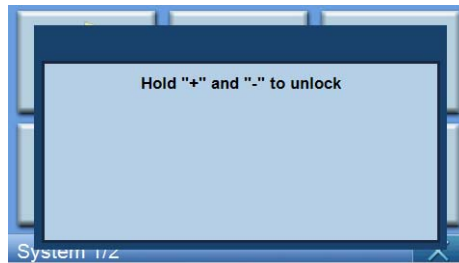 Hold "+" and "-" to unlock
System 1/2